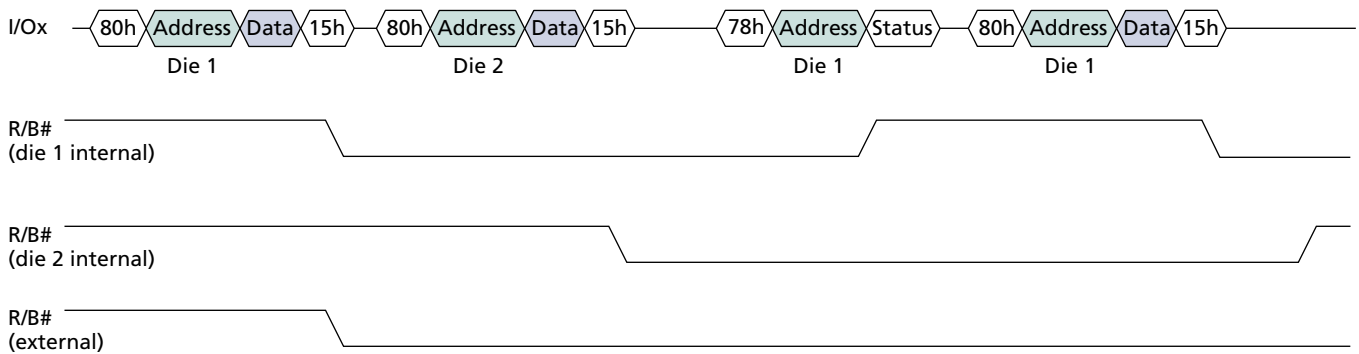 I/Ox 80h Address Data 15h 80h Address Data 15h 78h Address Status 80h Address Data 15h
Die 1 Die 2 Die 1 Die 1
R/B#
(die 1 internal)
R/B#
(die 2 internal)
R/B#
(external)